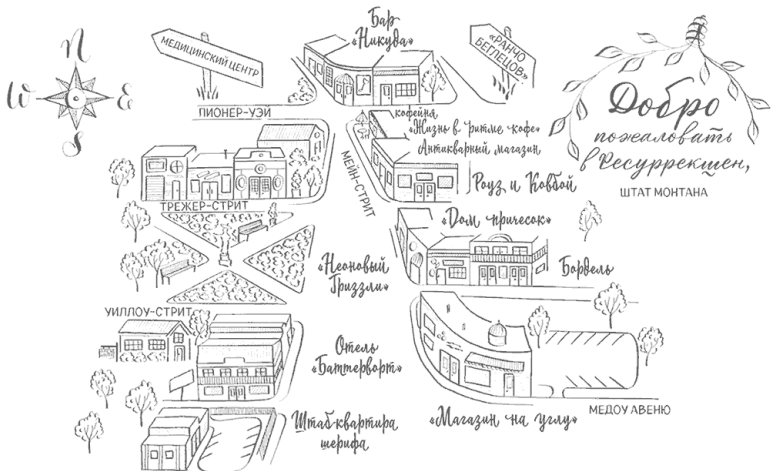 N
W
E
S
МЕДИЦИНСКИЙ ЦЕНТР
Бар
«Никуда»
«РАНЧО
БЕГЛЕЦОВ»
Добро
пожаловать
в Ресуррекшен,
ШТАТ МОНТАНА
ПИОНЕР-УЭЙ
кофейня
«Жизнь в ритме кофе»
Антикварный магазин
МЕЙН-СТРИТ
Роуз и Ковбой
ТРЕЖЕР-СТРИТ
«Дом причесок»
«Неоновый
Гриззли»
Бордель
УИЛЛОУ-СТРИТ
Отель
«Баттерворт»
Штаб-квартира
шерифа
«Магазин на углу»
МЕДОУ АВЕНЮ